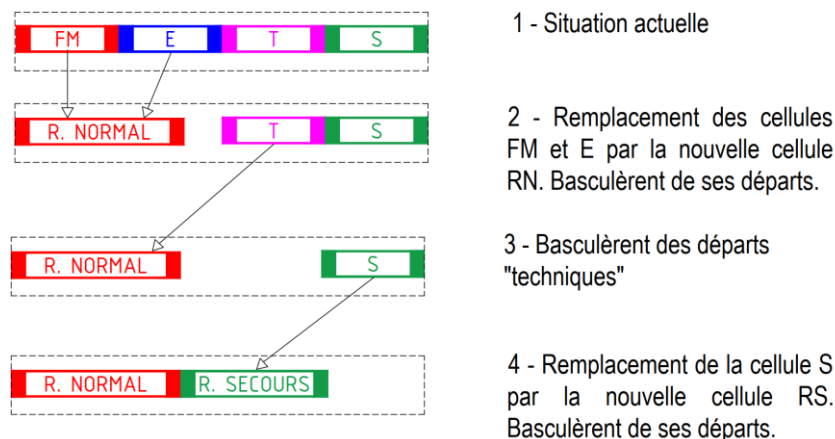 FM E T S
1 - Situation actuelle
R. NORMAL T S
2 - Remplacement des cellules
FM et E par la nouvelle cellule
RN. Basculèrent de ses départs.
R. NORMAL S
3 - Basculèrent des départs
"techniques"
R. NORMAL R. SECOURS
4 - Remplacement de la cellule S
par la nouvelle cellule RS.
Basculèrent de ses départs.